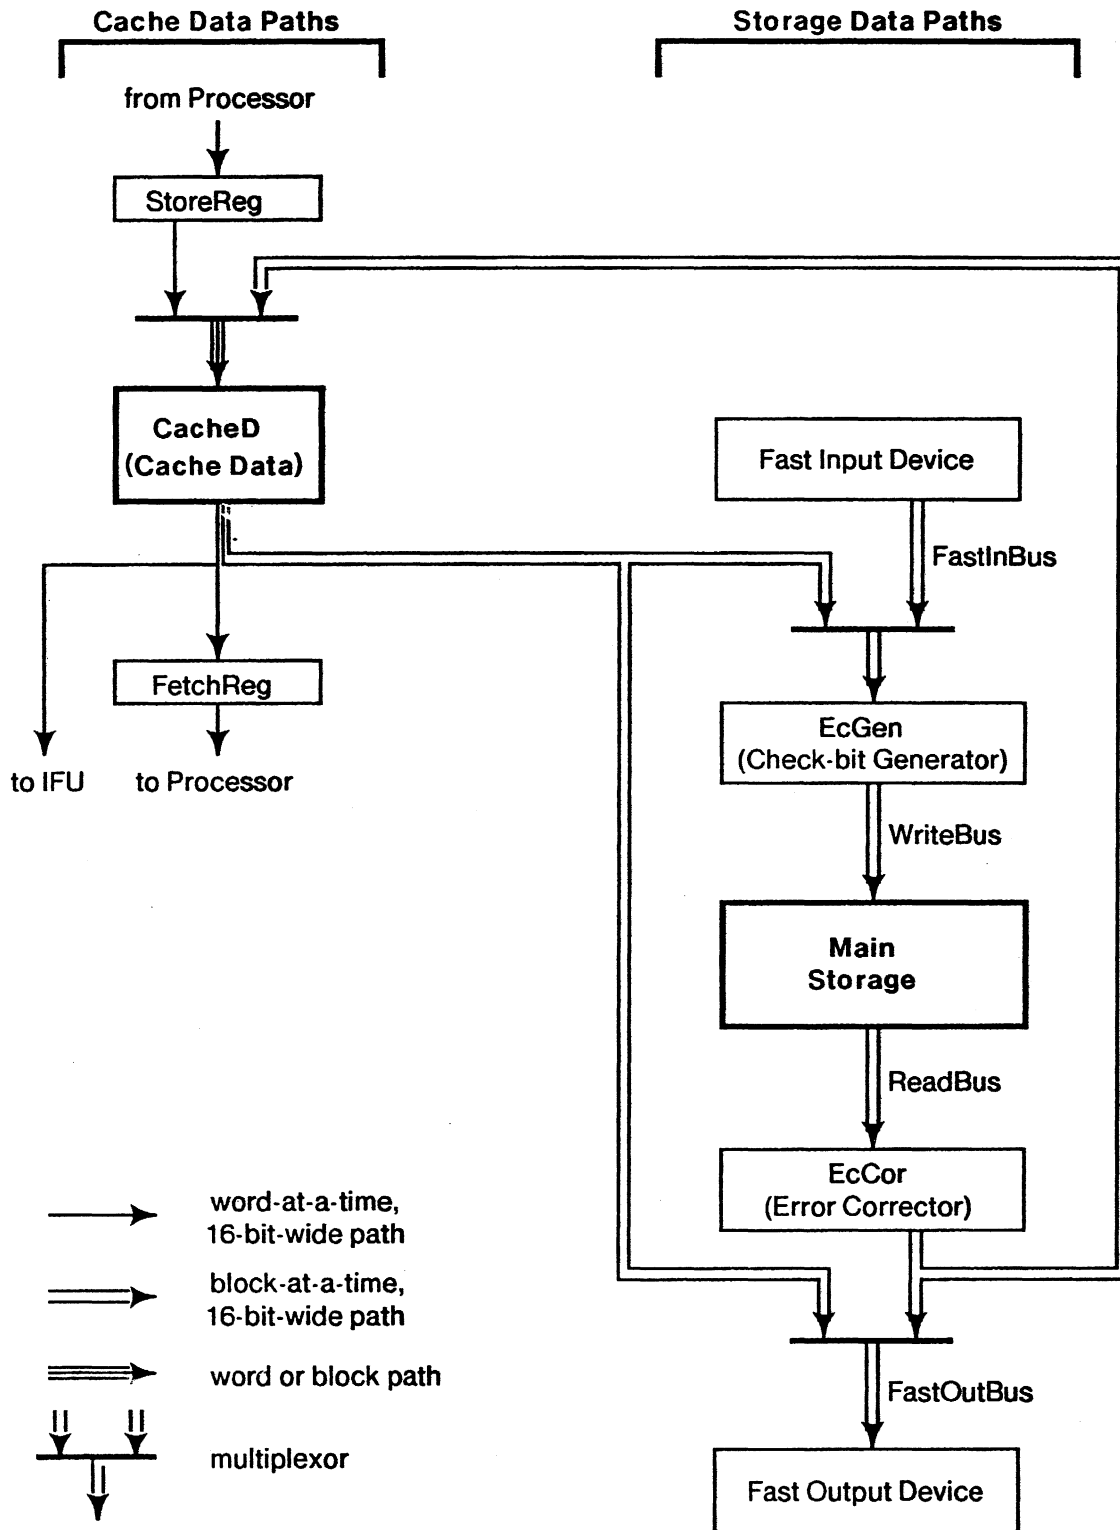 Cache Data Paths
Storage Data Paths
from Processor
StoreReg
CacheD
(Cache Data)
Fast Input Device
FastInBus
FetchReg
EcGen
(Check-bit Generator)
to IFU
to Processor
WriteBus
Main
Storage
ReadBus
EcCor
(Error Corrector)
word-at-a-time,
16-bit-wide path
block-at-a-time,
16-bit-wide path
word or block path
FastOutBus
multiplexor
Fast Output Device